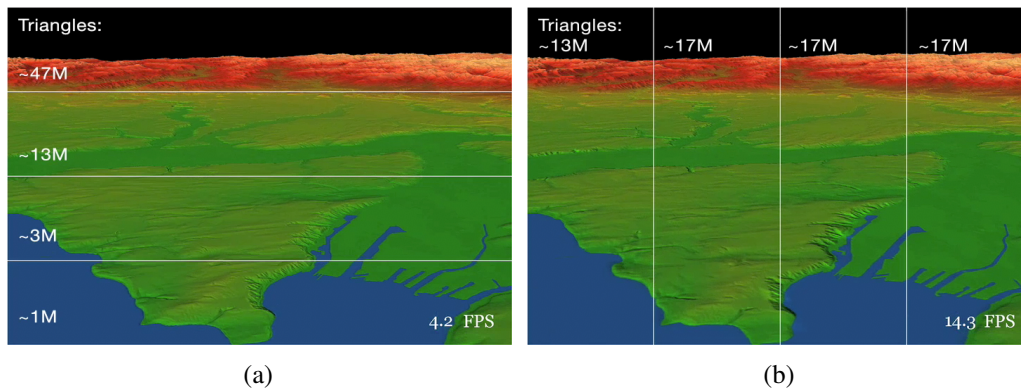 Triangles:
~47M
~13M
~3M
~1M
4.2 FPS
(a)
Triangles:
~13M ~17M ~17M ~17M
14.3 FPS
(b)